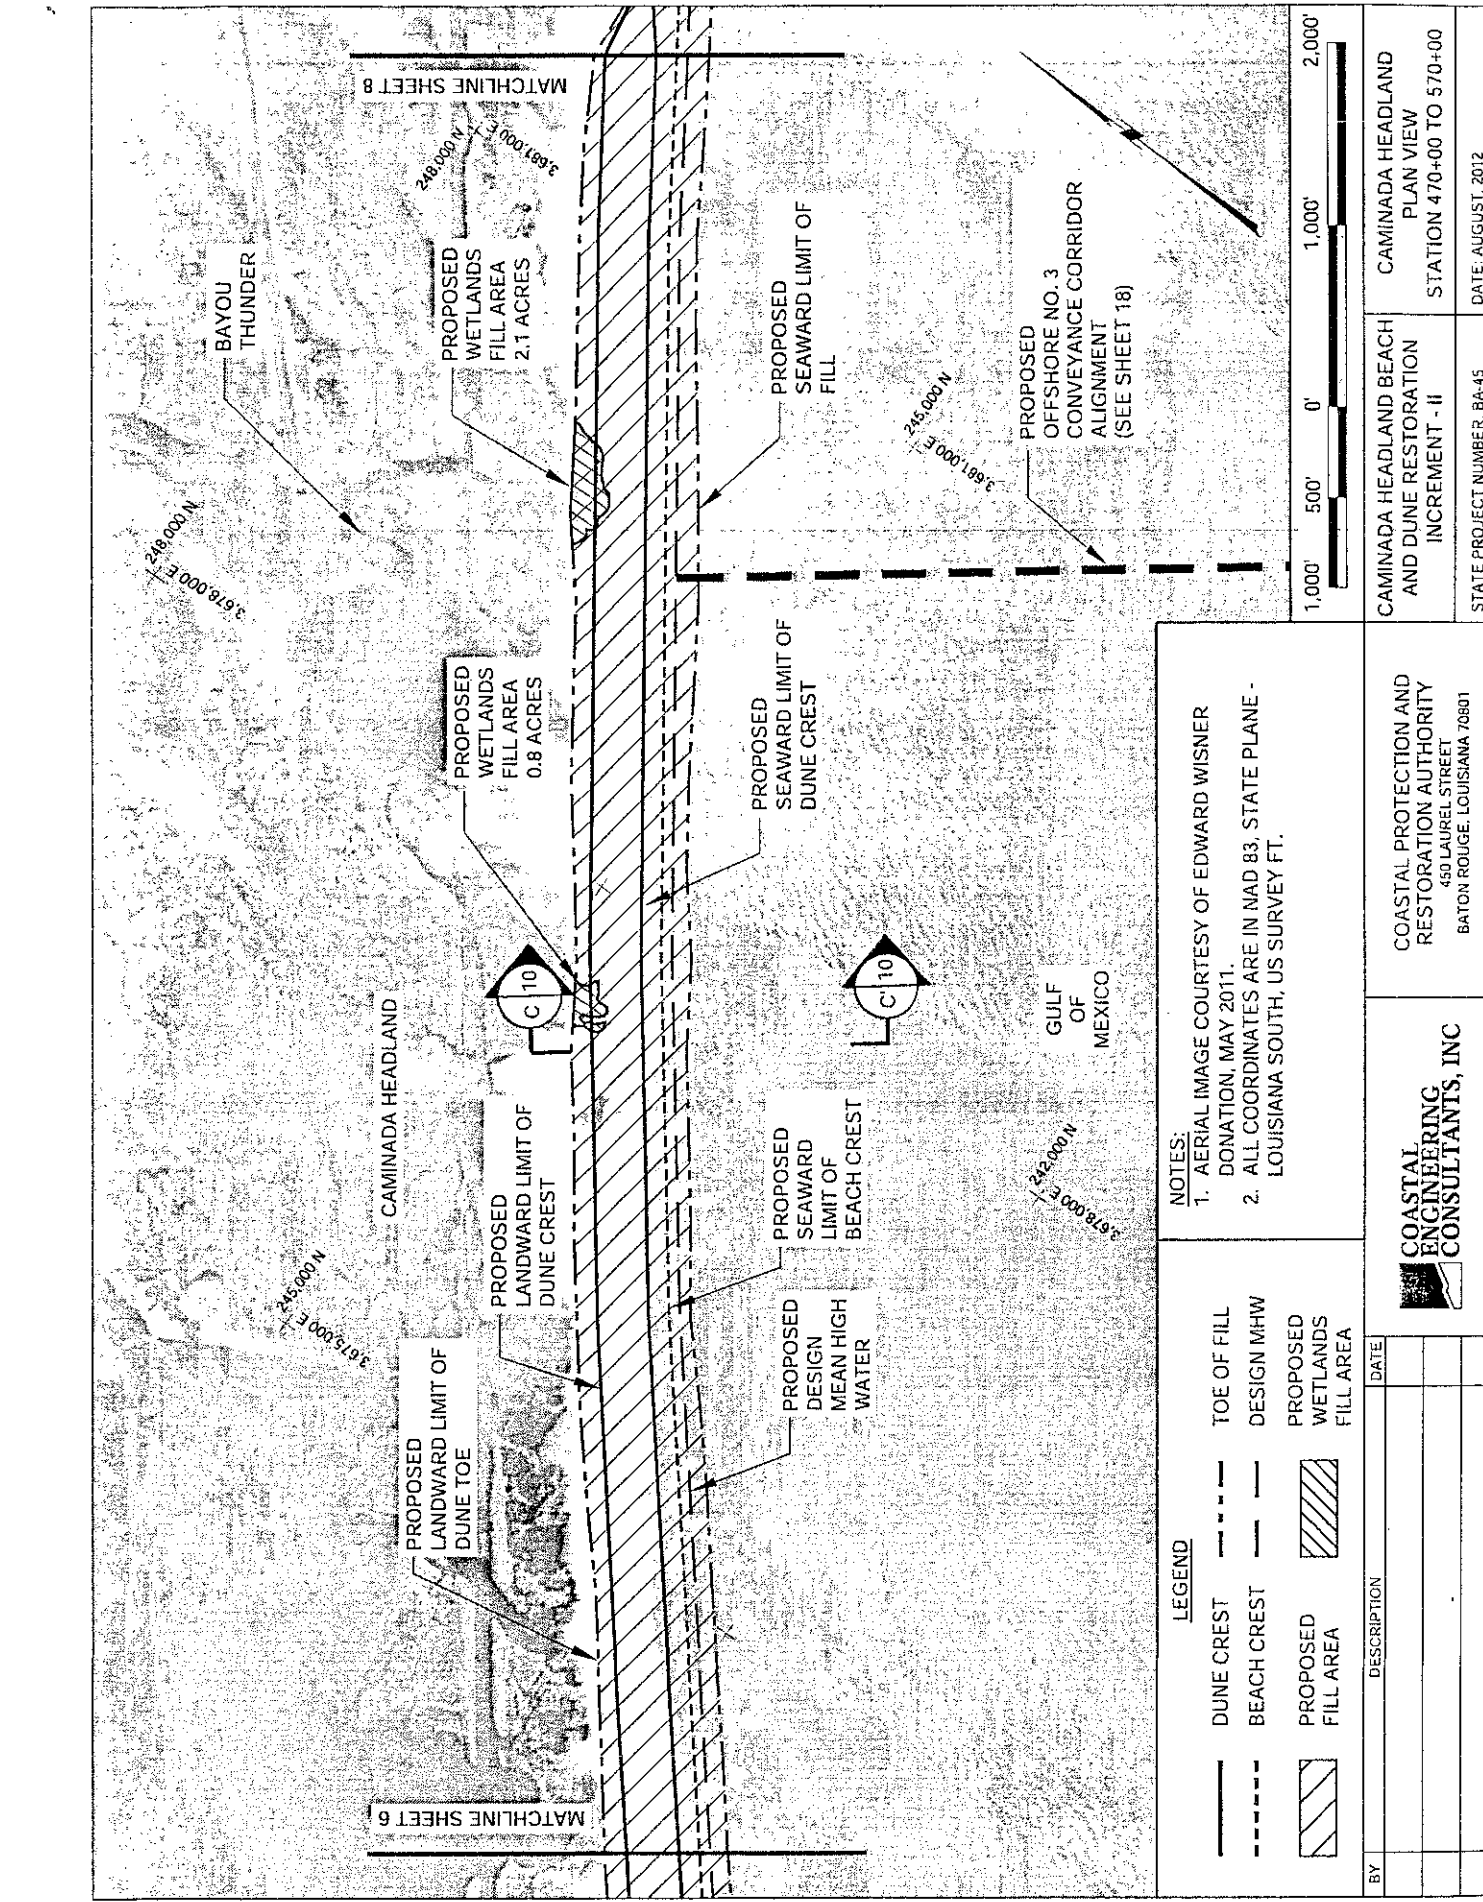 MATCHLINE SHEET 6
MATCHLINE SHEET 8
BAYOU
THUNDER
248,000 N
3,678,000 E
248,000 N
3,681,000 E
245,000 N
3,675,000 E
CAMINADA HEADLAND
PROPOSED
LANDWARD LIMIT OF
DUNE TOE
PROPOSED
LANDWARD LIMIT OF
DUNE CREST
C 10
PROPOSED
WETLANDS
FILL AREA
0.8 ACRES
PROPOSED
WETLANDS
FILL AREA
2.1 ACRES
PROPOSED
DESIGN
MEAN HIGH
WATER
PROPOSED
SEAWARD
LIMIT OF
BEACH CREST
C' 10
PROPOSED
SEAWARD LIMIT OF
DUNE CREST
PROPOSED
SEAWARD LIMIT OF
FILL
245,000 N
3,681,000 E
242,000 N
3,678,000 E
GULF
OF
MEXICO
PROPOSED
OFFSHORE NO. 3
CONVEYANCE CORRIDOR
ALIGNMENT
(SEE SHEET 18)
LEGEND
DUNE CREST
TOE OF FILL
BEACH CREST
DESIGN MHW
PROPOSED
FILL AREA
PROPOSED
WETLANDS
FILL AREA
NOTES:
1. AERIAL IMAGE COURTESY OF EDWARD WISNER
DONATION, MAY 2011.
2. ALL COORDINATES ARE IN NAD 83, STATE PLANE -
LOUISIANA SOUTH, US SURVEY FT.
1,000' 500' 0' 1,000' 2,000'
BY DESCRIPTION DATE
COASTAL
ENGINEERING
CONSULTANTS, INC
COASTAL PROTECTION AND
RESTORATION AUTHORITY
450 LAUREL STREET
BATON ROUGE, LOUISIANA 70801
CAMINADA HEADLAND BEACH
AND DUNE RESTORATION
INCREMENT - II
STATE PROJECT NUMBER: BA-45
CAMINADA HEADLAND
PLAN VIEW
STATION 470+00 TO 570+00
DATE: AUGUST, 2012